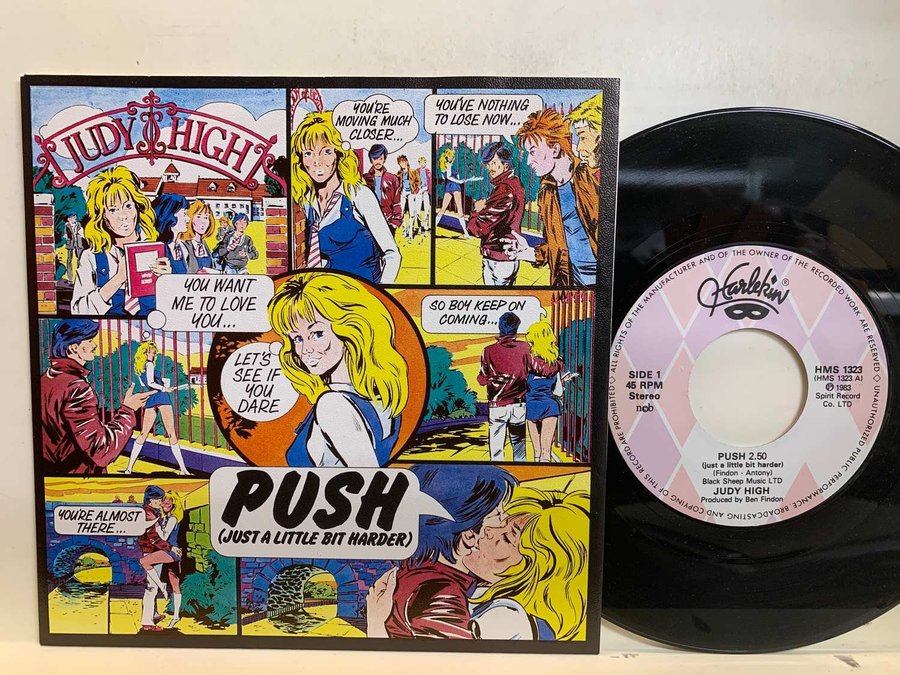 JUDY HIGH
YOU'RE
MOVING MUCH
CLOSER...
YOU'VE NOTHING
TO LOSE NOW...
YOU WANT
ME TO LOVE
YOU...
LET'S
SEE IF
YOU
DARE
SO BOY KEEP ON
COMING...
YOU'RE ALMOST
THERE...
PUSH
(JUST A LITTLE BIT HARDER)
ALL RIGHTS OF THE MANUFACTURER AND OF THE OWNER OF THE RECORDED WORK ARE RESERVED ◇ UNAUTHORIZED PUBLIC PERFORMANCE BROADCASTING AND COPYING OF THIS RECORD ARE PROHIBITED ◇
Harlekin ®
SIDE 1
45 RPM
Stereo
ncb
HMS 1323
(HMS 1323 A)
℗ 1983
Spirit Record
Co. LTD
PUSH 2.50
(just a little bit harder)
(Findon - Antony)
Black Sheep Music LTD
JUDY HIGH
Produced by Ben Findon